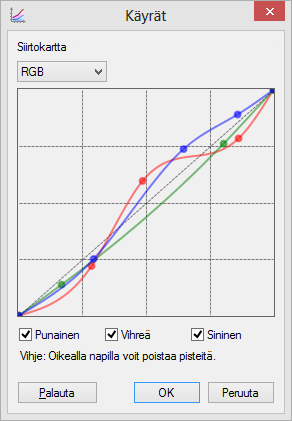 Käyrät
Siirtokartta
RGB
Punainen Vihreä Sininen
Vihje: Oikealla napilla voit poistaa pisteitä.
Palauta OK Peruuta